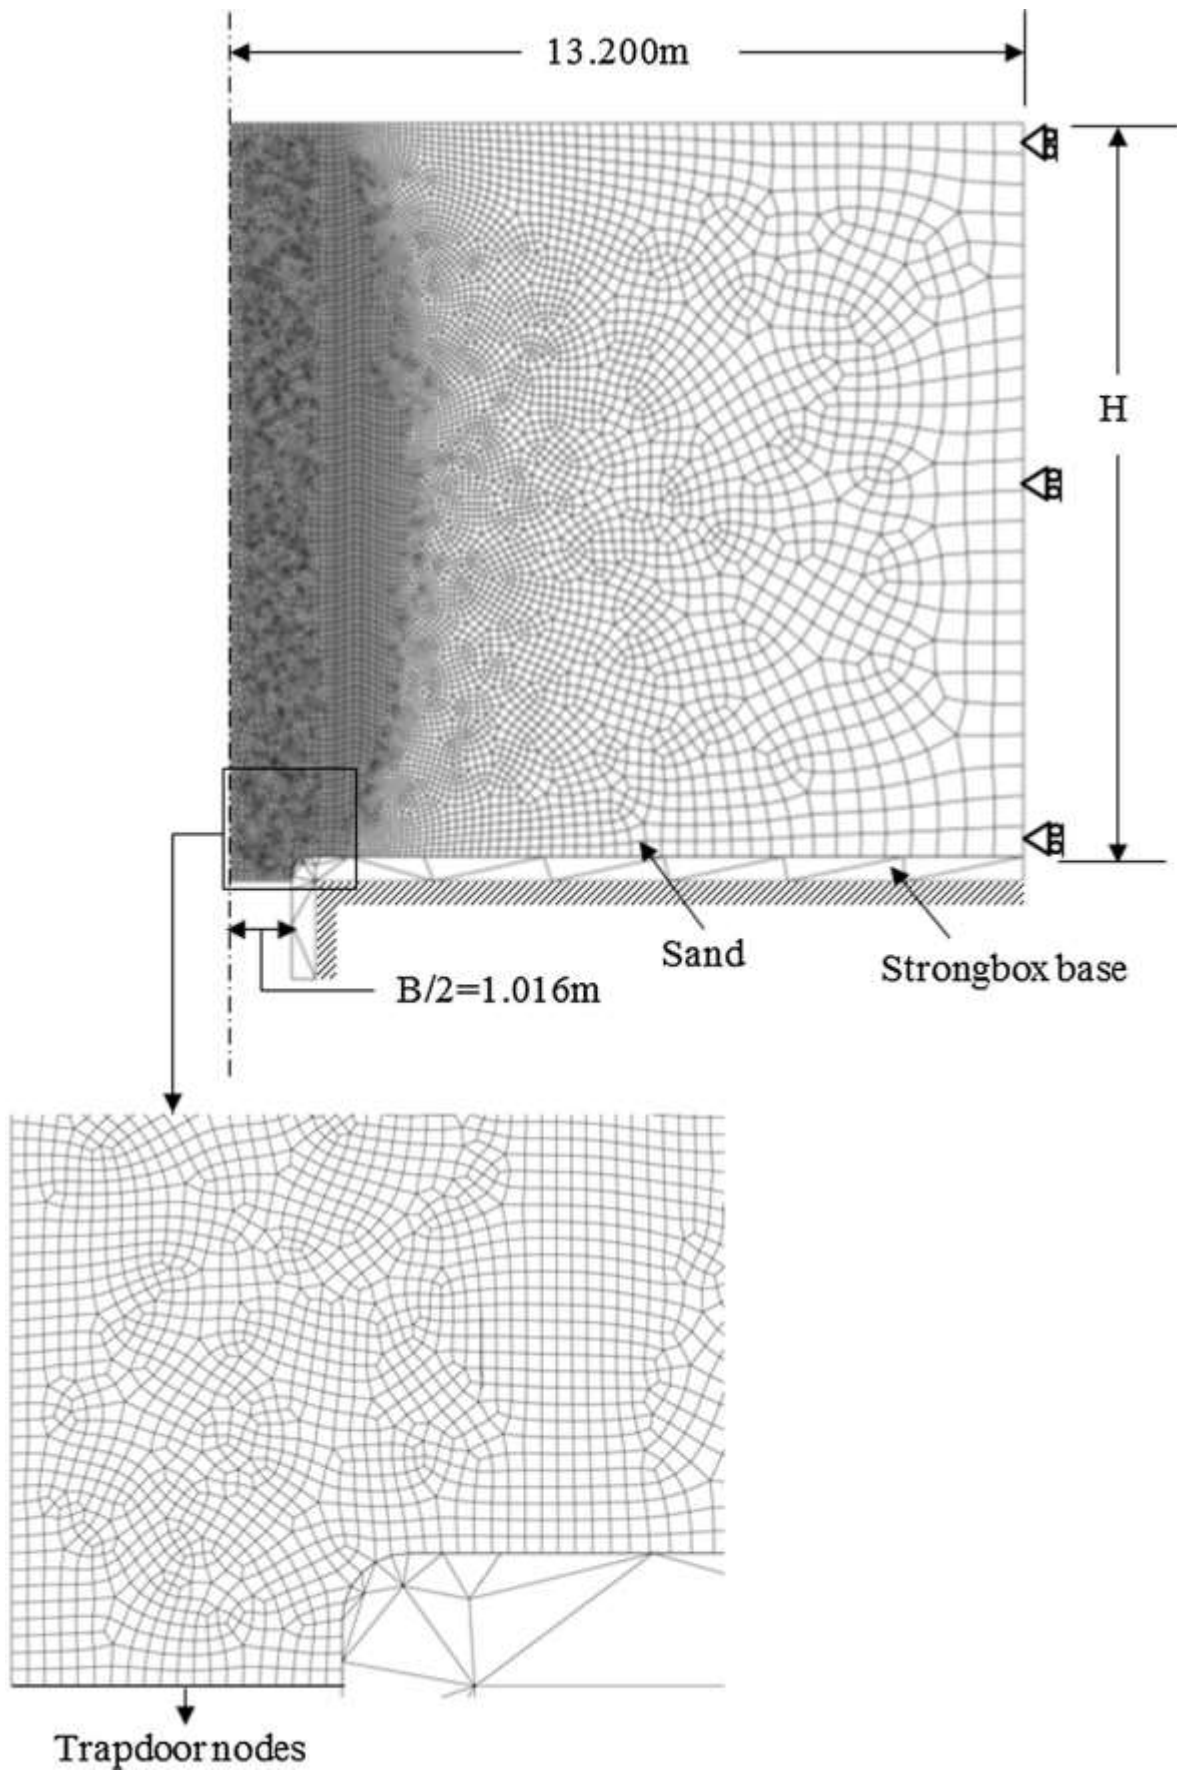 13.200m
H
Sand
Strongbox base
B/2=1.016m
Trapdoor nodes